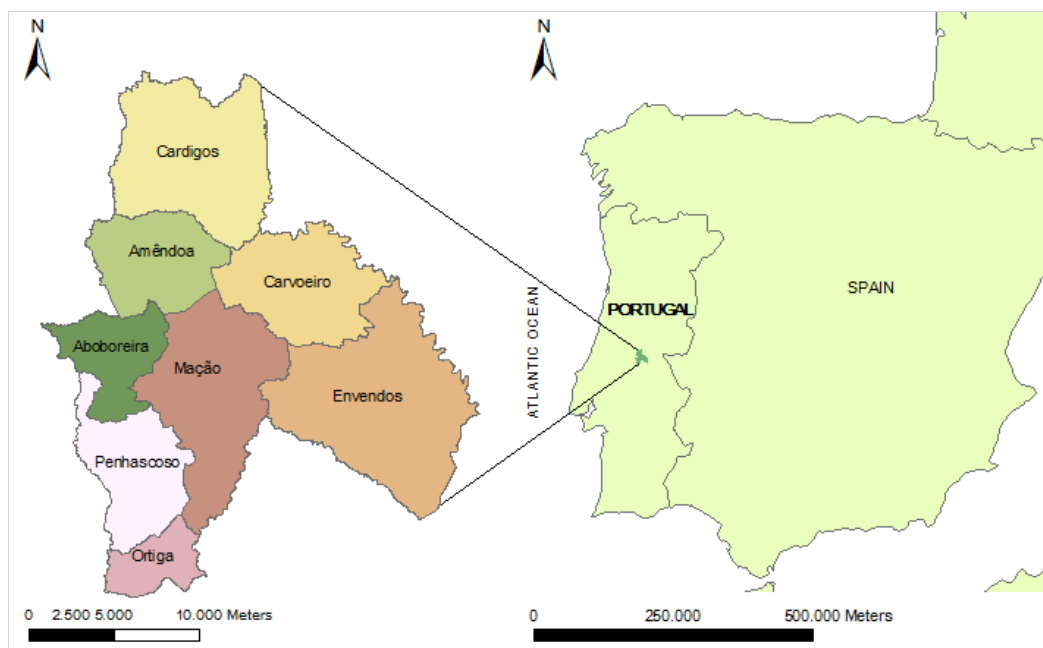 N
Cardigos
Amêndoa
Carvoeiro
Aboboreira
Mação
Envendos
Penhascoso
Ortiga
0 2.500 5.000 10.000 Meters
N
ATLANTIC OCEAN
PORTUGAL
SPAIN
0 250.000 500.000 Meters